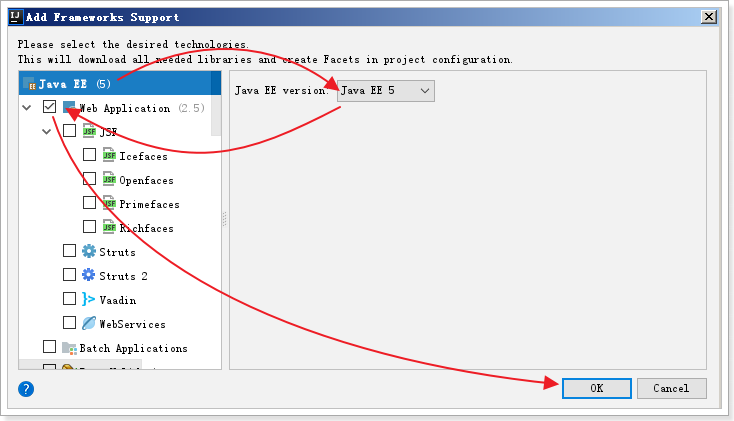 Add Frameworks Support
Please select the desired technologies.
This will download all needed libraries and create Facets in project configuration.
Java EE (5)
Java EE version:
Java EE 5
Web Application (2.5)
JSF
Icefaces
Openfaces
Primefaces
Richfaces
Struts
Struts 2
Vaadin
WebServices
Batch Applications
OK
Cancel